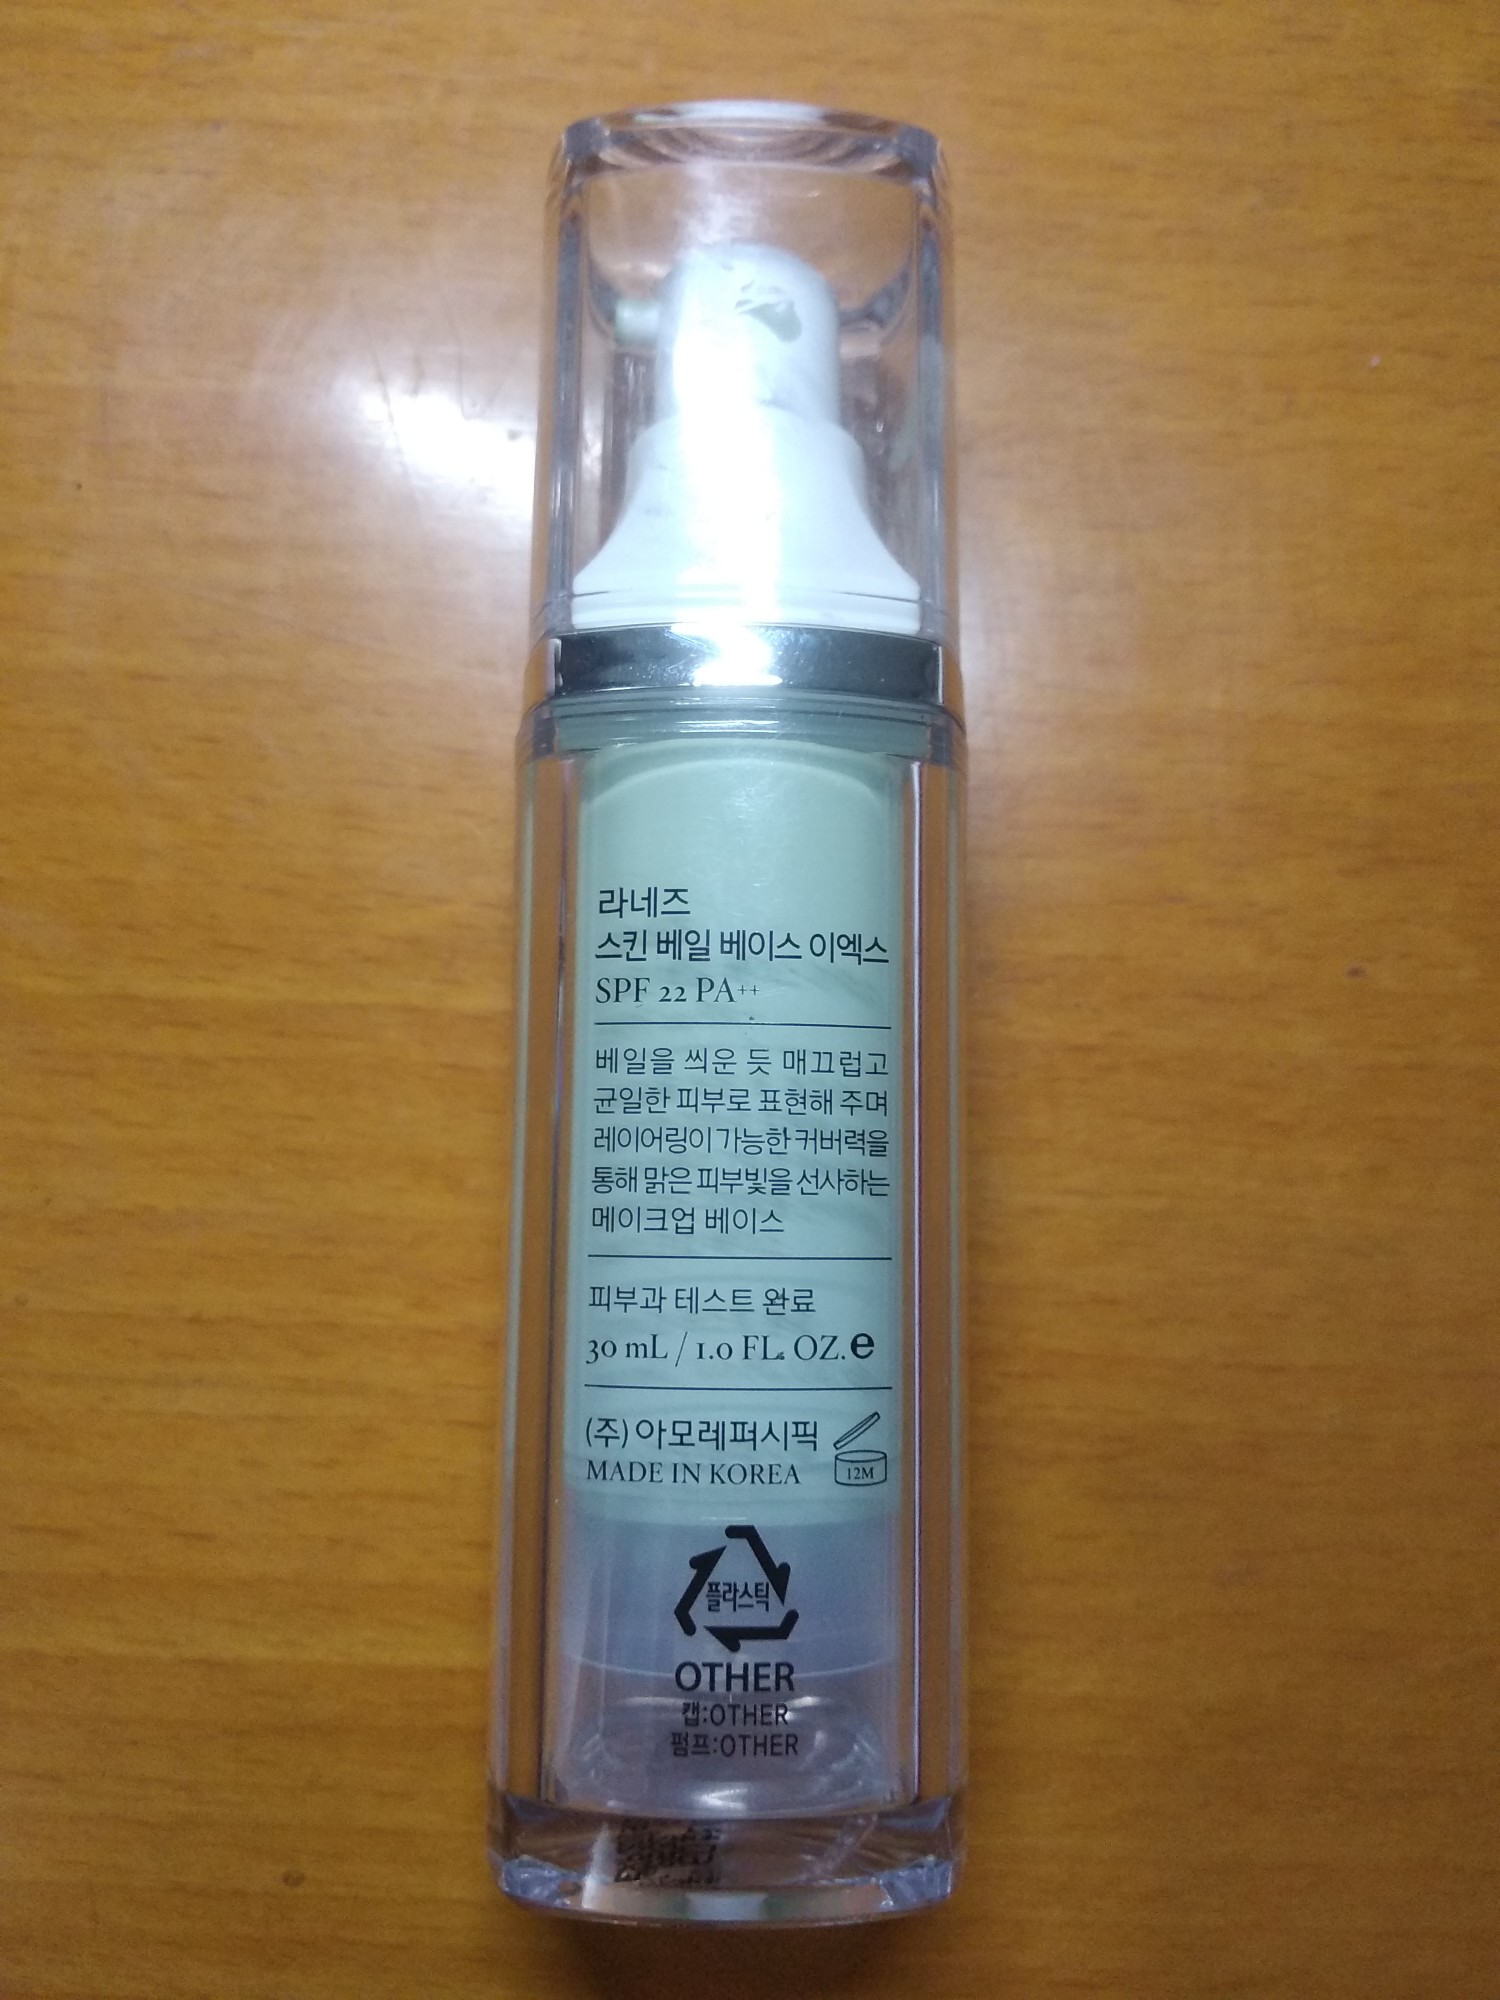 라네즈
스킨 베일 베이스 이엑스
SPF 22 PA++
베일을 씌운 듯 매끄럽고
균일한 피부로 표현해 주며
레이어링이 가능한 커버력을
통해 맑은 피부빛을 선사하는
메이크업 베이스
피부과 테스트 완료
30 mL / 1.0 FL. OZ. e
(주) 아모레퍼시픽
MADE IN KOREA
12M
플라스틱
OTHER
캡:OTHER
펌프:OTHER